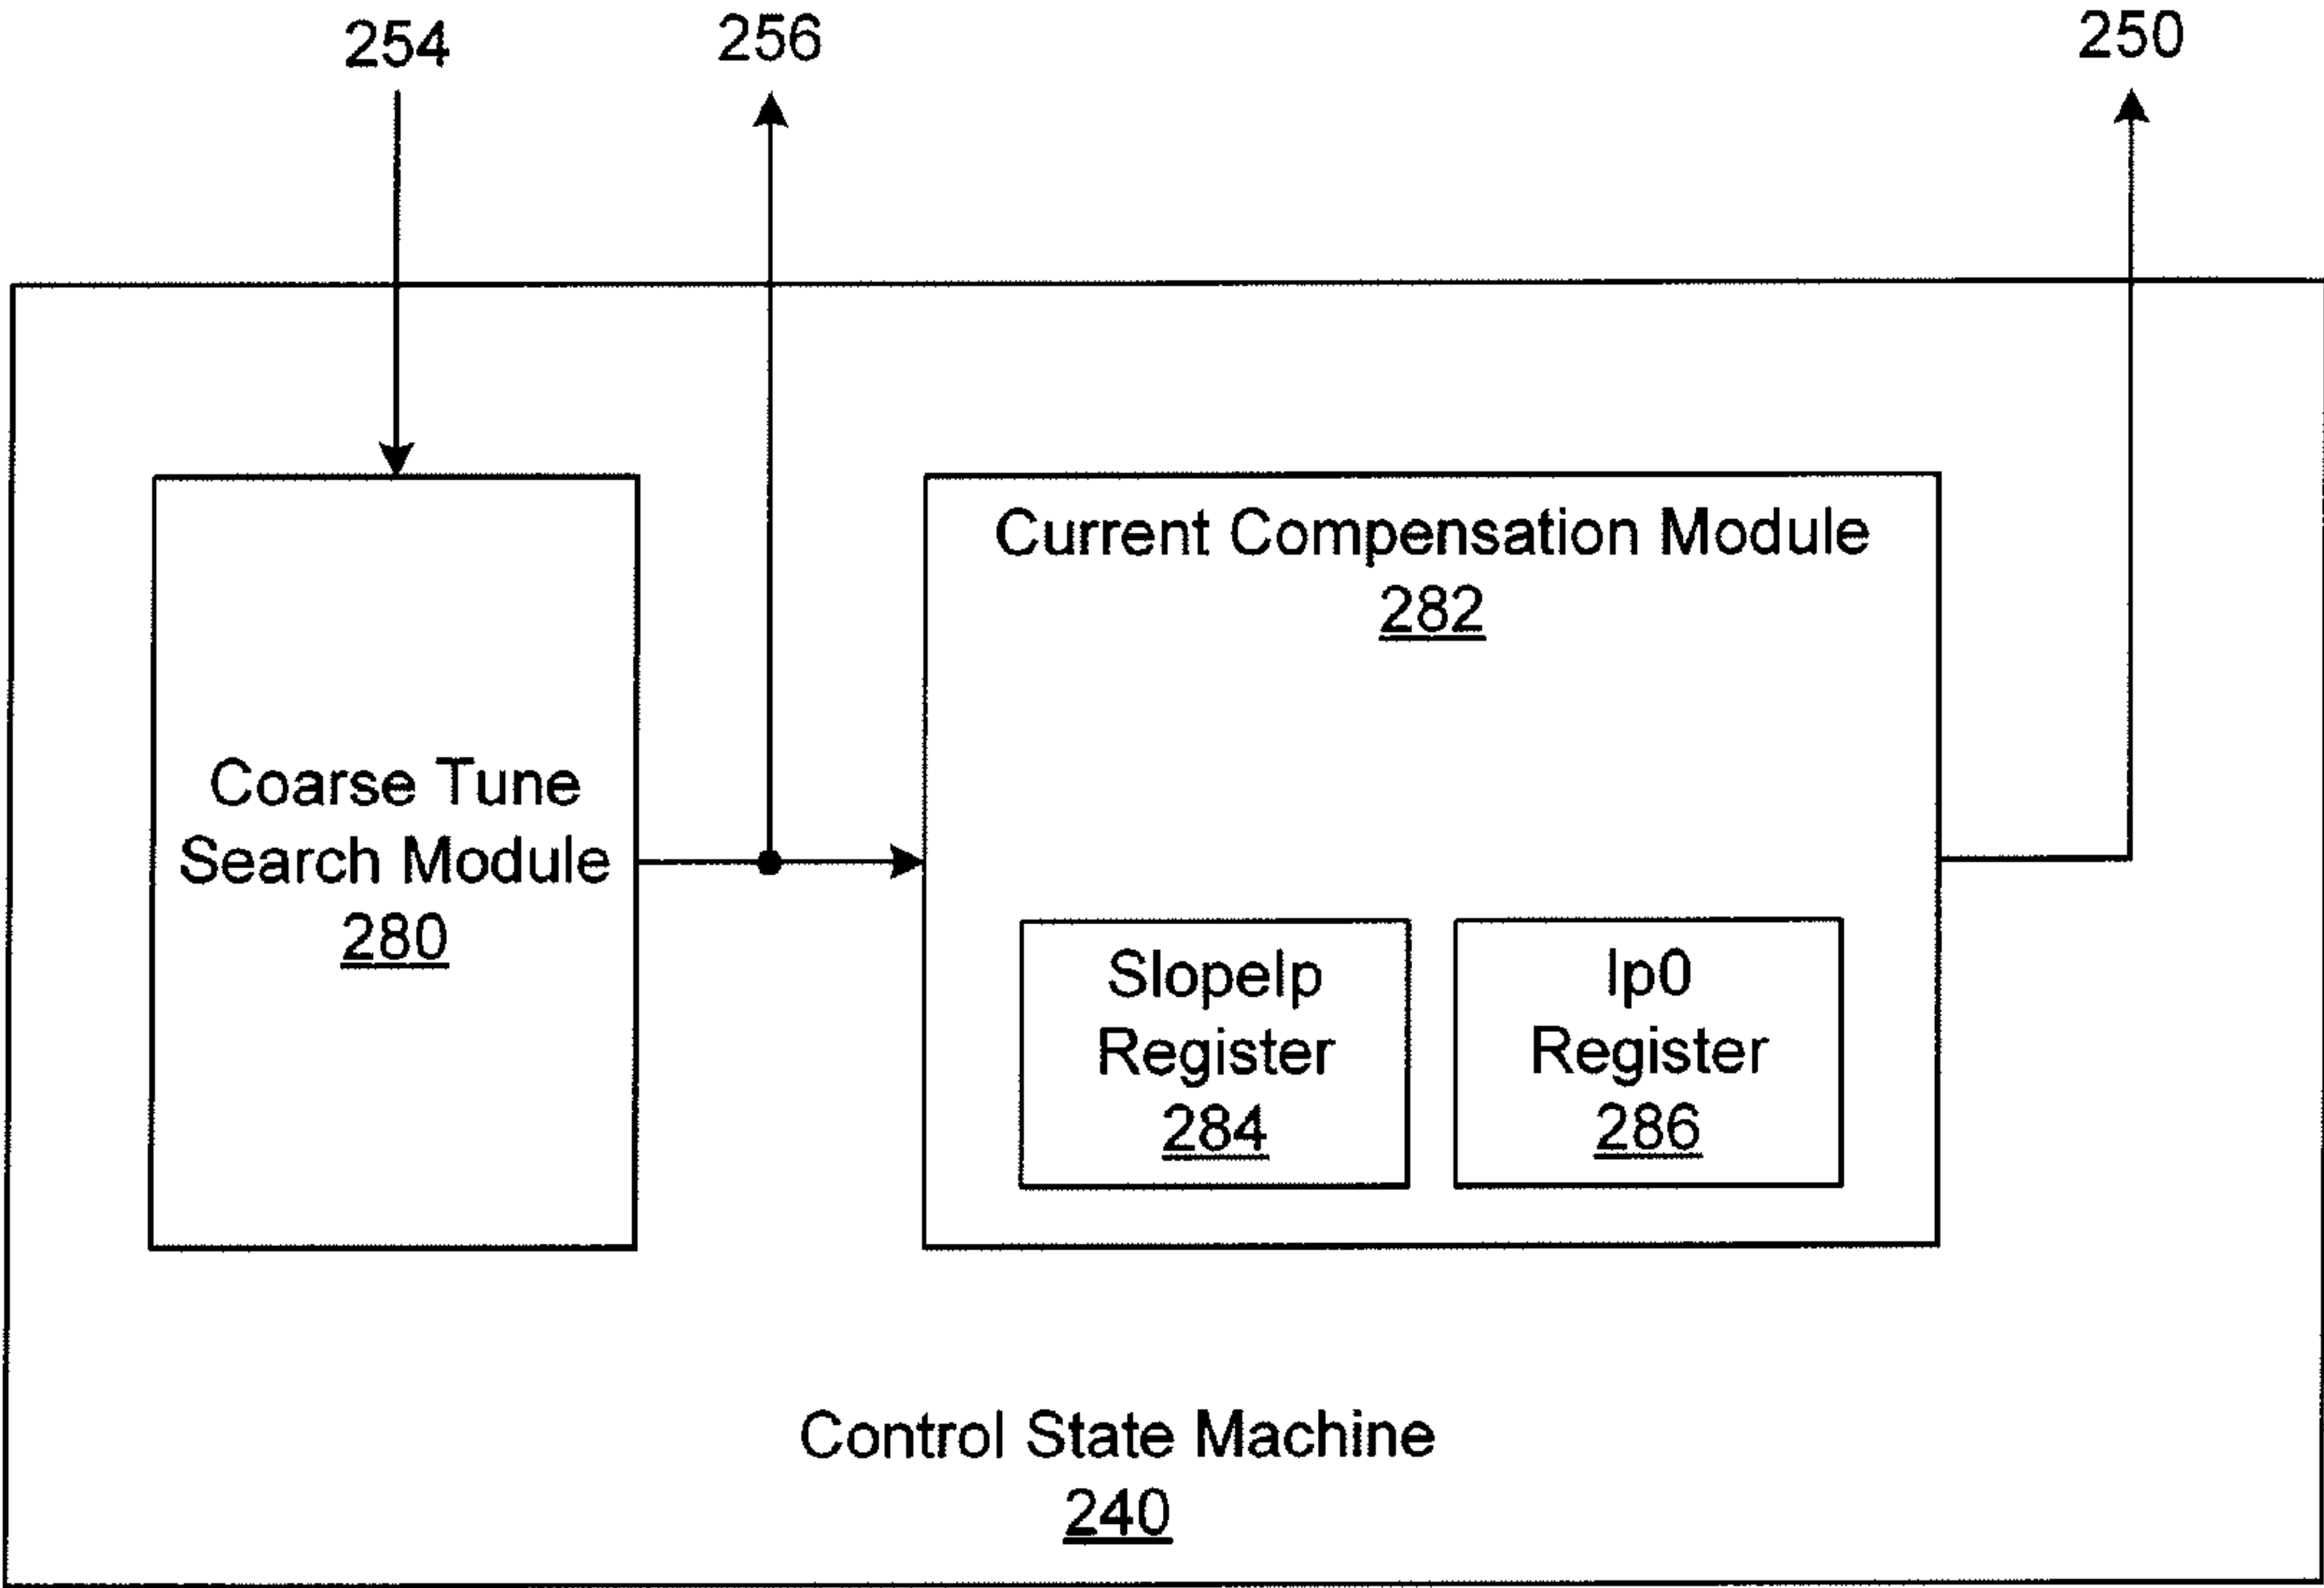 254
256
250
Coarse Tune
Search Module
280
Current Compensation Module
282
SlopeIp
Register
284
Ip0
Register
286
Control State Machine
240